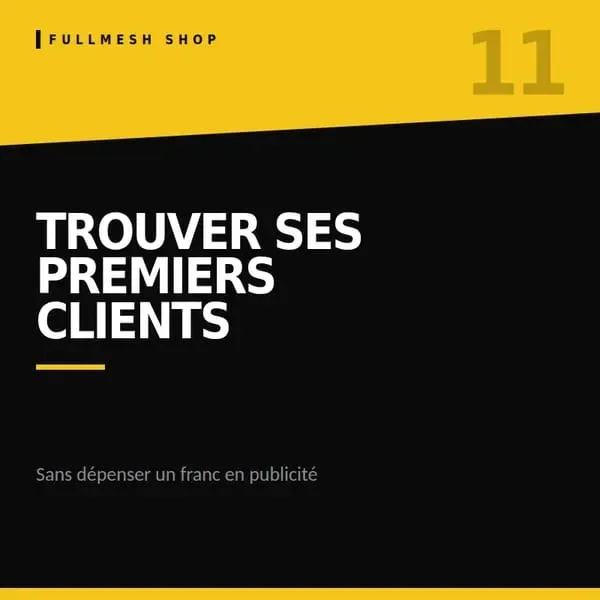 FULLMESH SHOP
11
TROUVER SES
PREMIERS
CLIENTS
Sans dépenser un franc en publicité